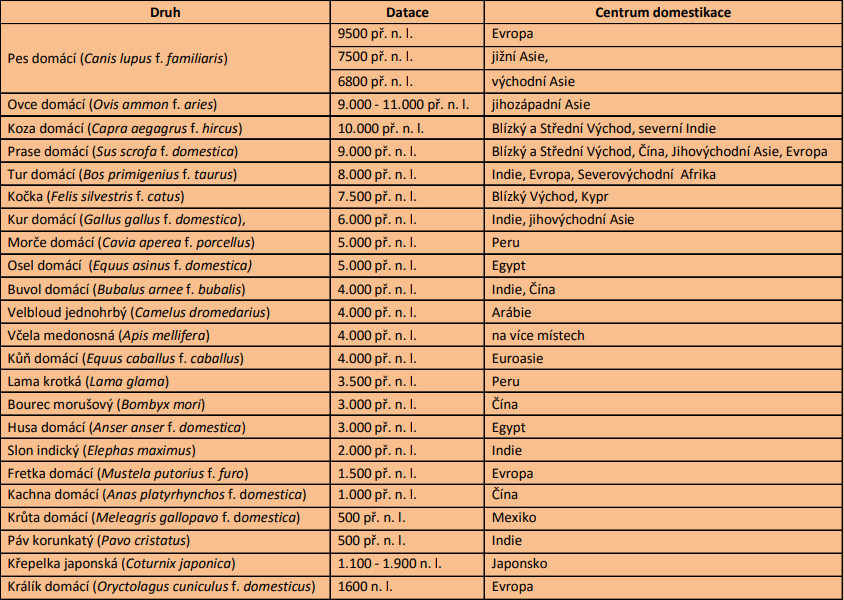 Druh Datace Centrum domestikace
Pes domácí (Canis lupus f. familiaris) 9500 př. n. l. Evropa
7500 př. n. l. jižní Asie,
6800 př. n. l. východní Asie
Ovce domácí (Ovis ammon f. aries) 9.000 - 11.000 př. n. l. jihozápadní Asie
Koza domácí (Capra aegagrus f. hircus) 10.000 př. n. l. Blízký a Střední Východ, severní Indie
Prase domácí (Sus scrofa f. domestica) 9.000 př. n. l. Blízký a Střední Východ, Čína, Jihovýchodní Asie, Evropa
Tur domácí (Bos primigenius f. taurus) 8.000 př. n. l. Indie, Evropa, Severovýchodní Afrika
Kočka (Felis silvestris f. catus) 7.500 př. n. l. Blízký Východ, Kypr
Kur domácí (Gallus gallus f. domestica), 6.000 př. n. l. Indie, jihovýchodní Asie
Morče domácí (Cavia aperea f. porcellus) 5.000 př. n. l. Peru
Osel domácí (Equus asinus f. domestica) 5.000 př. n. l. Egypt
Buvol domácí (Bubalus arnee f. bubalis) 4.000 př. n. l. Indie, Čína
Velbloud jednohrbý (Camelus dromedarius) 4.000 př. n. l. Arábie
Včela medonosná (Apis mellifera) 4.000 př. n. l. na více místech
Kůň domácí (Equus caballus f. caballus) 4.000 př. n. l. Euroasie
Lama krotká (Lama glama) 3.500 př. n. l. Peru
Bourec morušový (Bombyx mori) 3.000 př. n. l. Čína
Husa domácí (Anser anser f. domestica) 3.000 př. n. l. Egypt
Slon indický (Elephas maximus) 2.000 př. n. l. Indie
Fretka domácí (Mustela putorius f. furo) 1.500 př. n. l. Evropa
Kachna domácí (Anas platyrhynchos f. domestica) 1.000 př. n. l. Čína
Krůta domácí (Meleagris gallopavo f. domestica) 500 př. n. l. Mexiko
Páv korunkatý (Pavo cristatus) 500 př. n. l. Indie
Křepelka japonská (Coturnix japonica) 1.100 - 1.900 n. l. Japonsko
Králík domácí (Oryctolagus cuniculus f. domesticus) 1600 n. l. Evropa